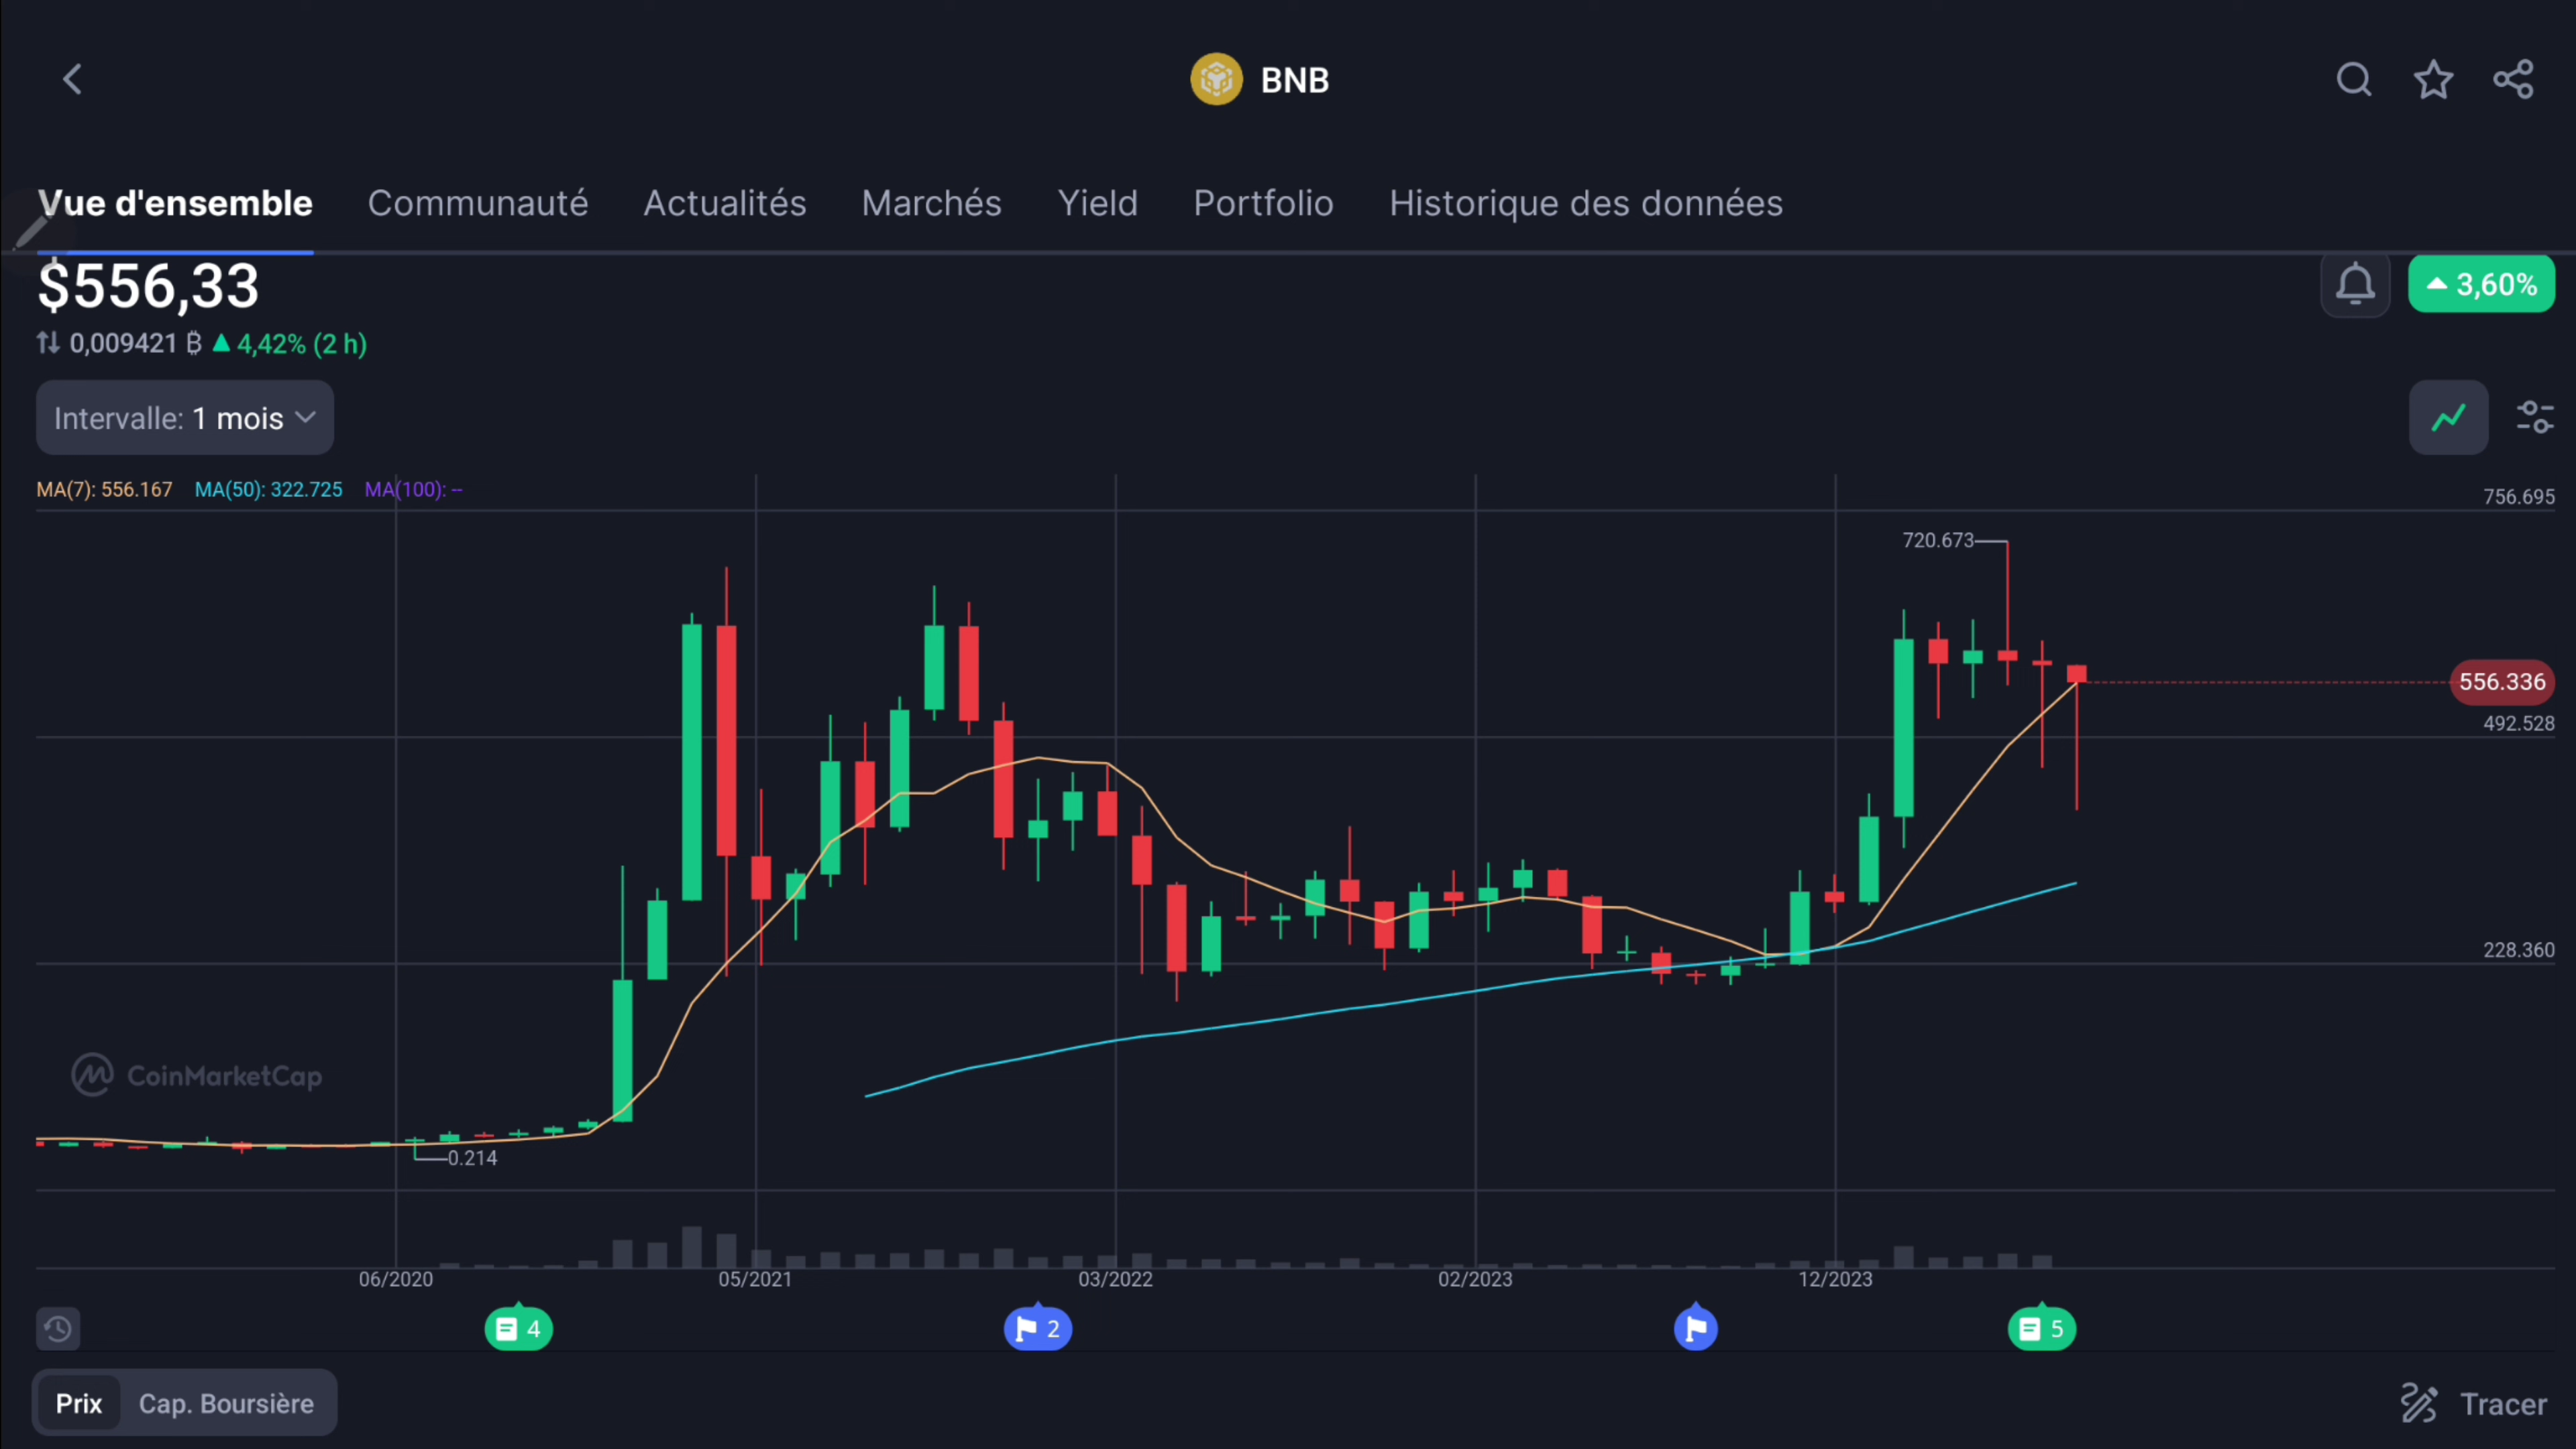 BNB
Vue d'ensemble Communauté Actualités Marchés Yield Portfolio Historique des données
$556,33
3,60%
0,009421 ₿ 4,42% (2 h)
Intervalle: 1 mois
MA(7): 556.167 MA(50): 322.725 MA(100): --
756.695
720.673
556.336
492.528
228.360
CoinMarketCap
0.214
06/2020 05/2021 03/2022 02/2023 12/2023
4 2 5
Prix Cap. Boursière Tracer